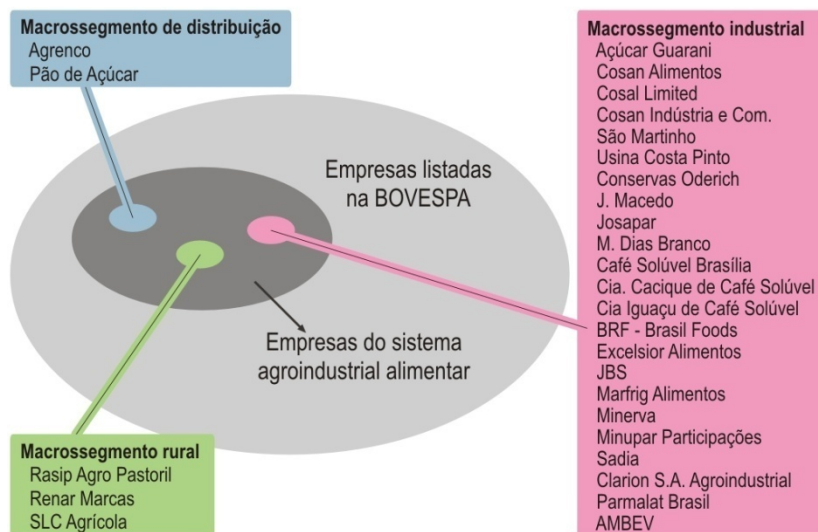 Macrossegmento de distribuição
Agrenco
Pão de Açúcar
Empresas listadas
na BOVESPA
Empresas do sistema
agroindustrial alimentar
Macrossegmento rural
Rasip Agro Pastoril
Renar Marcas
SLC Agrícola
Macrossegmento industrial
Açúcar Guarani
Cosan Alimentos
Cosal Limited
Cosan Indústria e Com.
São Martinho
Usina Costa Pinto
Conservas Oderich
J. Macedo
Josapar
M. Dias Branco
Café Solúvel Brasília
Cia. Cacique de Café Solúvel
Cia Iguaçu de Café Solúvel
BRF - Brasil Foods
Excelsior Alimentos
JBS
Marfrig Alimentos
Minerva
Minupar Participações
Sadia
Clarion S.A. Agroindustrial
Parmalat Brasil
AMBEV